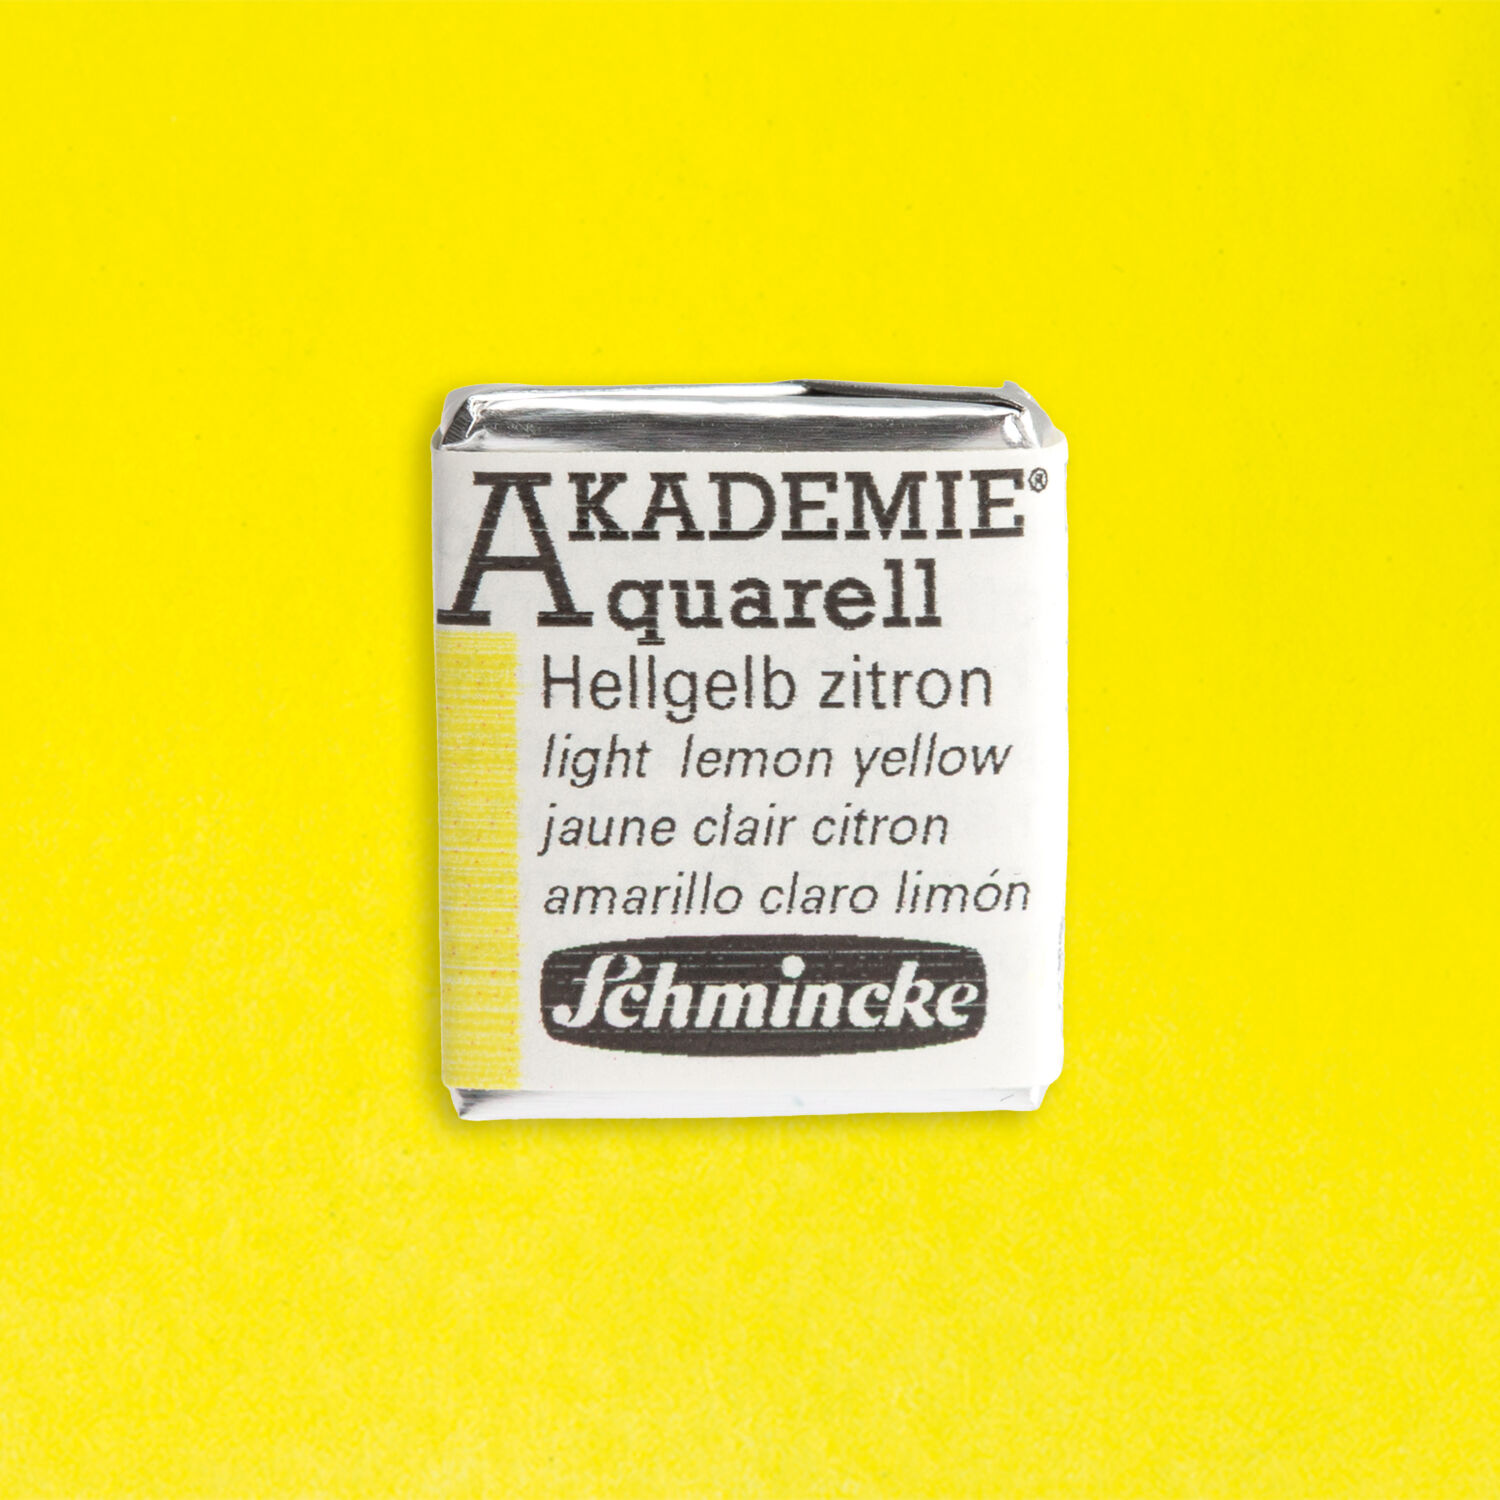 AKADEMIE®
Aquarell
Hellgelb zitron
light lemon yellow
jaune clair citron
amarillo claro limón
Schmincke